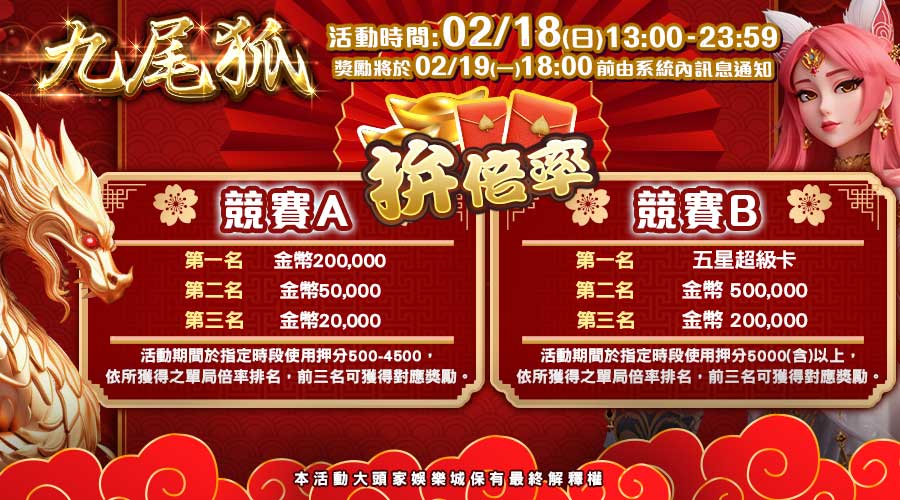 九尾狐
活動時間:02/18(日)13:00-23:59
獎勵將於 02/19(一)18:00 前由系統內訊息通知
拚倍率
競賽A
第一名 金幣200,000
第二名 金幣50,000
第三名 金幣20,000
活動期間於指定時段使用押分500-4500，
依所獲得之單局倍率排名，前三名可獲得對應獎勵。
競賽B
第一名 五星超級卡
第二名 金幣 500,000
第三名 金幣 200,000
活動期間於指定時段使用押分5000(含)以上，
依所獲得之單局倍率排名，前三名可獲得對應獎勵。
本活動大頭家娛樂城保有最終解釋權